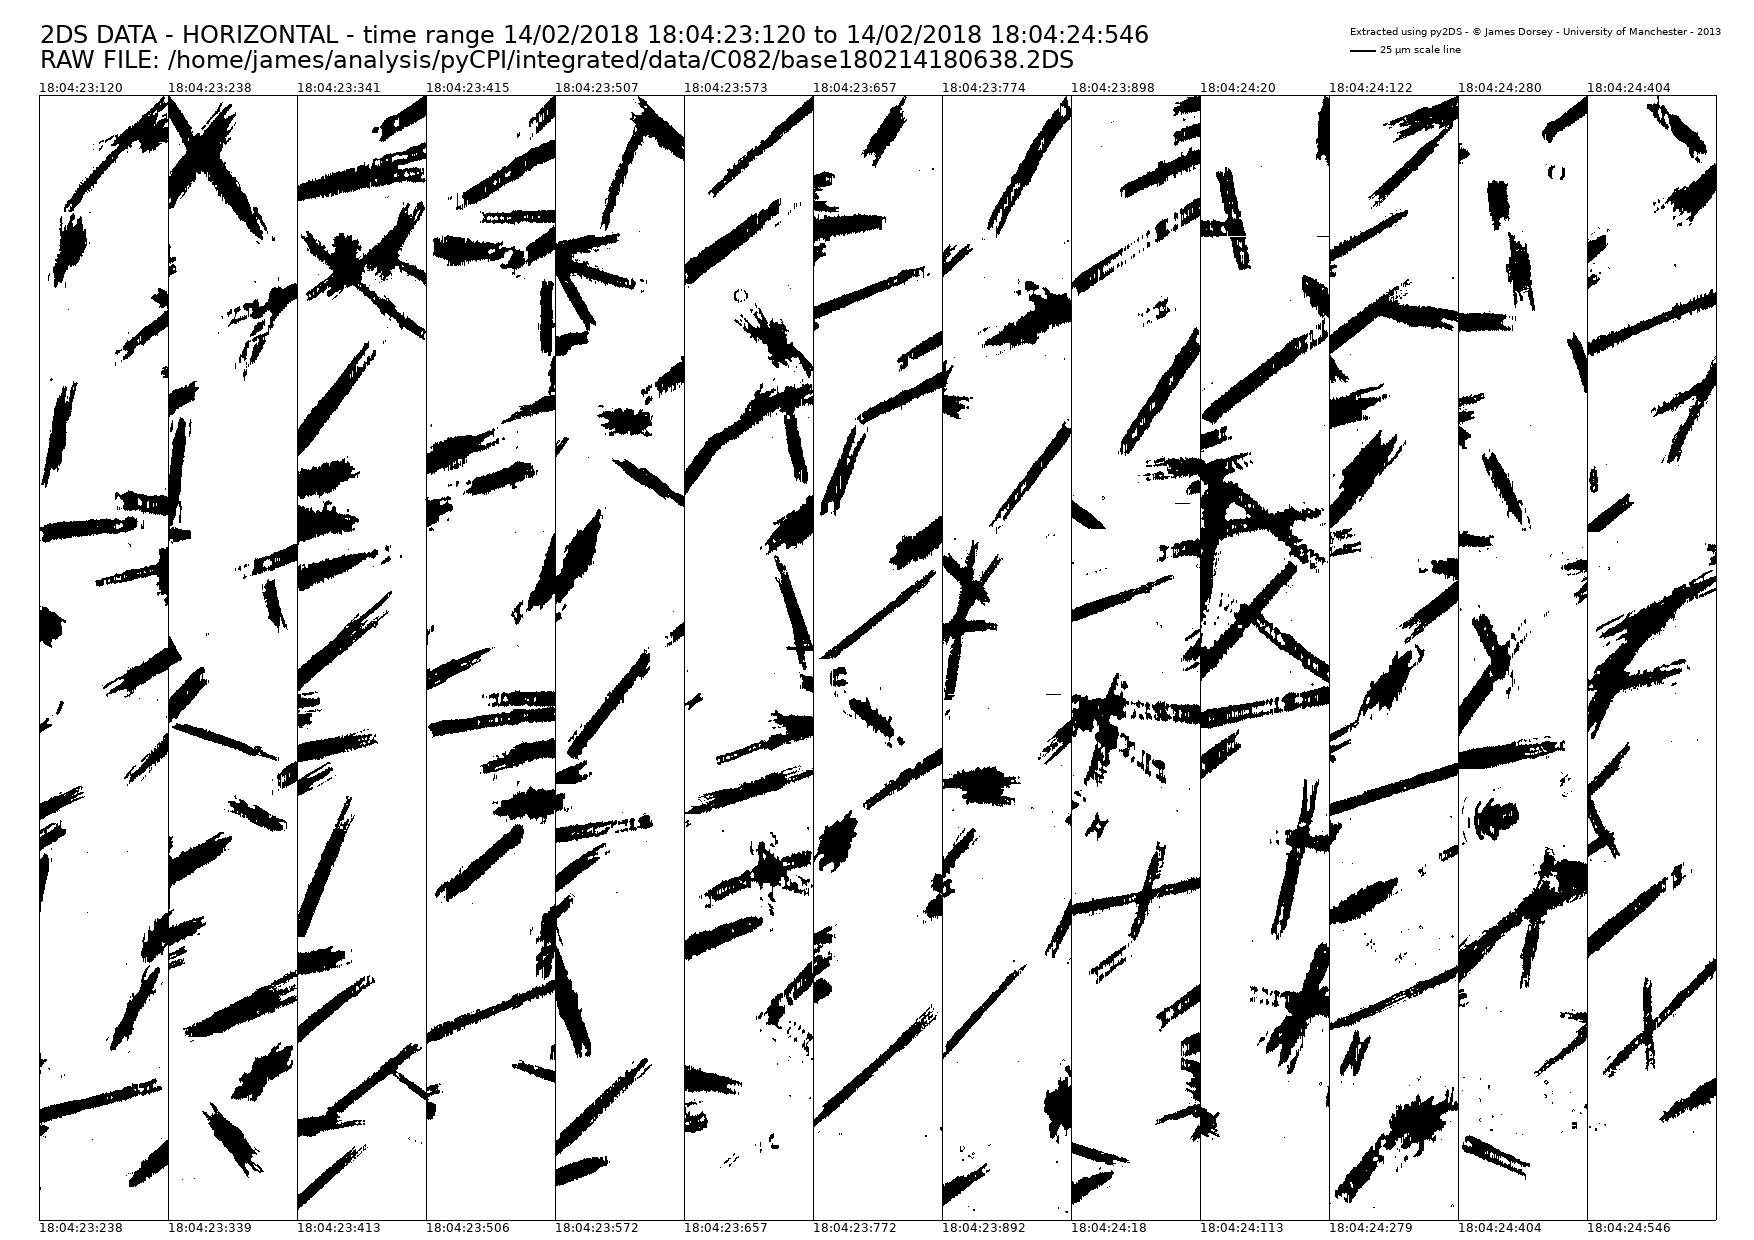 2DS DATA - HORIZONTAL - time range 14/02/2018 18:04:23:120 to 14/02/2018 18:04:24:546
RAW FILE: /home/james/analysis/pyCPI/integrated/data/C082/base180214180638.2DS
Extracted using py2DS - © James Dorsey - University of Manchester - 2013
25 µm scale line
18:04:23:120 18:04:23:238 18:04:23:341 18:04:23:415 18:04:23:507 18:04:23:573 18:04:23:657 18:04:23:774 18:04:23:898 18:04:24:20 18:04:24:122 18:04:24:280 18:04:24:404
18:04:23:238 18:04:23:339 18:04:23:413 18:04:23:506 18:04:23:572 18:04:23:657 18:04:23:772 18:04:23:892 18:04:24:18 18:04:24:113 18:04:24:279 18:04:24:404 18:04:24:546